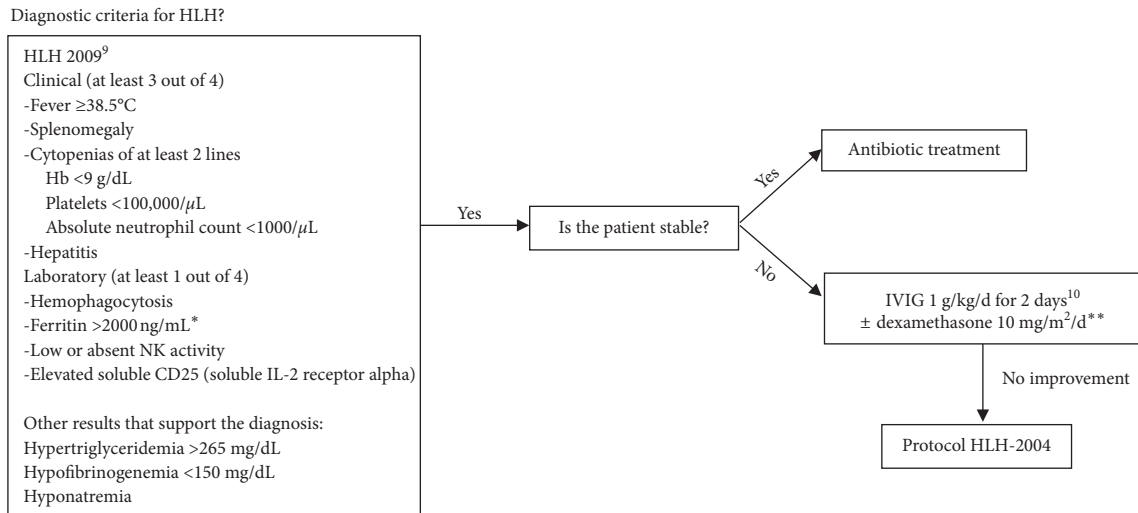 Diagnostic criteria for HLH?
HLH 2009⁹
Clinical (at least 3 out of 4)
-Fever ≥38.5°C
-Splenomegaly
-Cytopenias of at least 2 lines
Hb <9 g/dL
Platelets <100,000/μL
Absolute neutrophil count <1000/μL
-Hepatitis
Laboratory (at least 1 out of 4)
-Hemophagocytosis
-Ferritin >2000 ng/mL*
-Low or absent NK activity
-Elevated soluble CD25 (soluble IL-2 receptor alpha)
Other results that support the diagnosis:
Hypertriglyceridemia >265 mg/dL
Hypofibrinogenemia <150 mg/dL
Hyponatremia
Yes
Is the patient stable?
Yes
Antibiotic treatment
No
IVIG 1 g/kg/d for 2 days¹⁰
± dexamethasone 10 mg/m²/d**
No improvement
Protocol HLH-2004